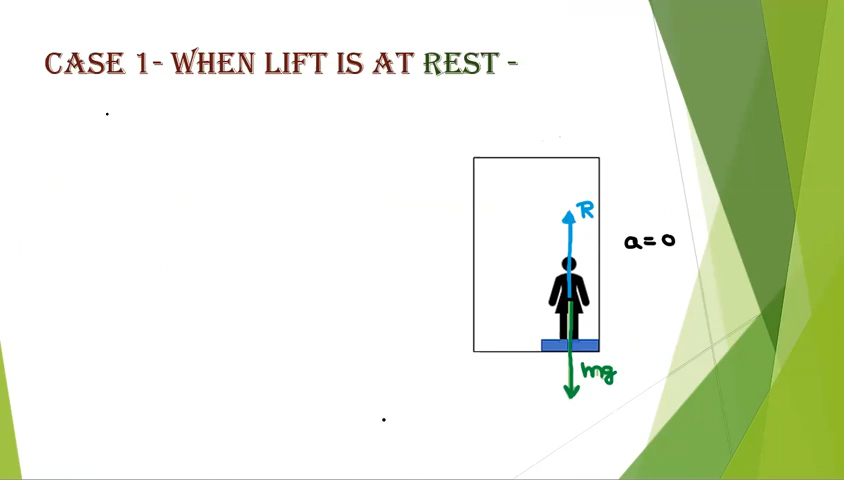 CASE 1- WHEN LIFT IS AT REST -
R
a = 0
mg